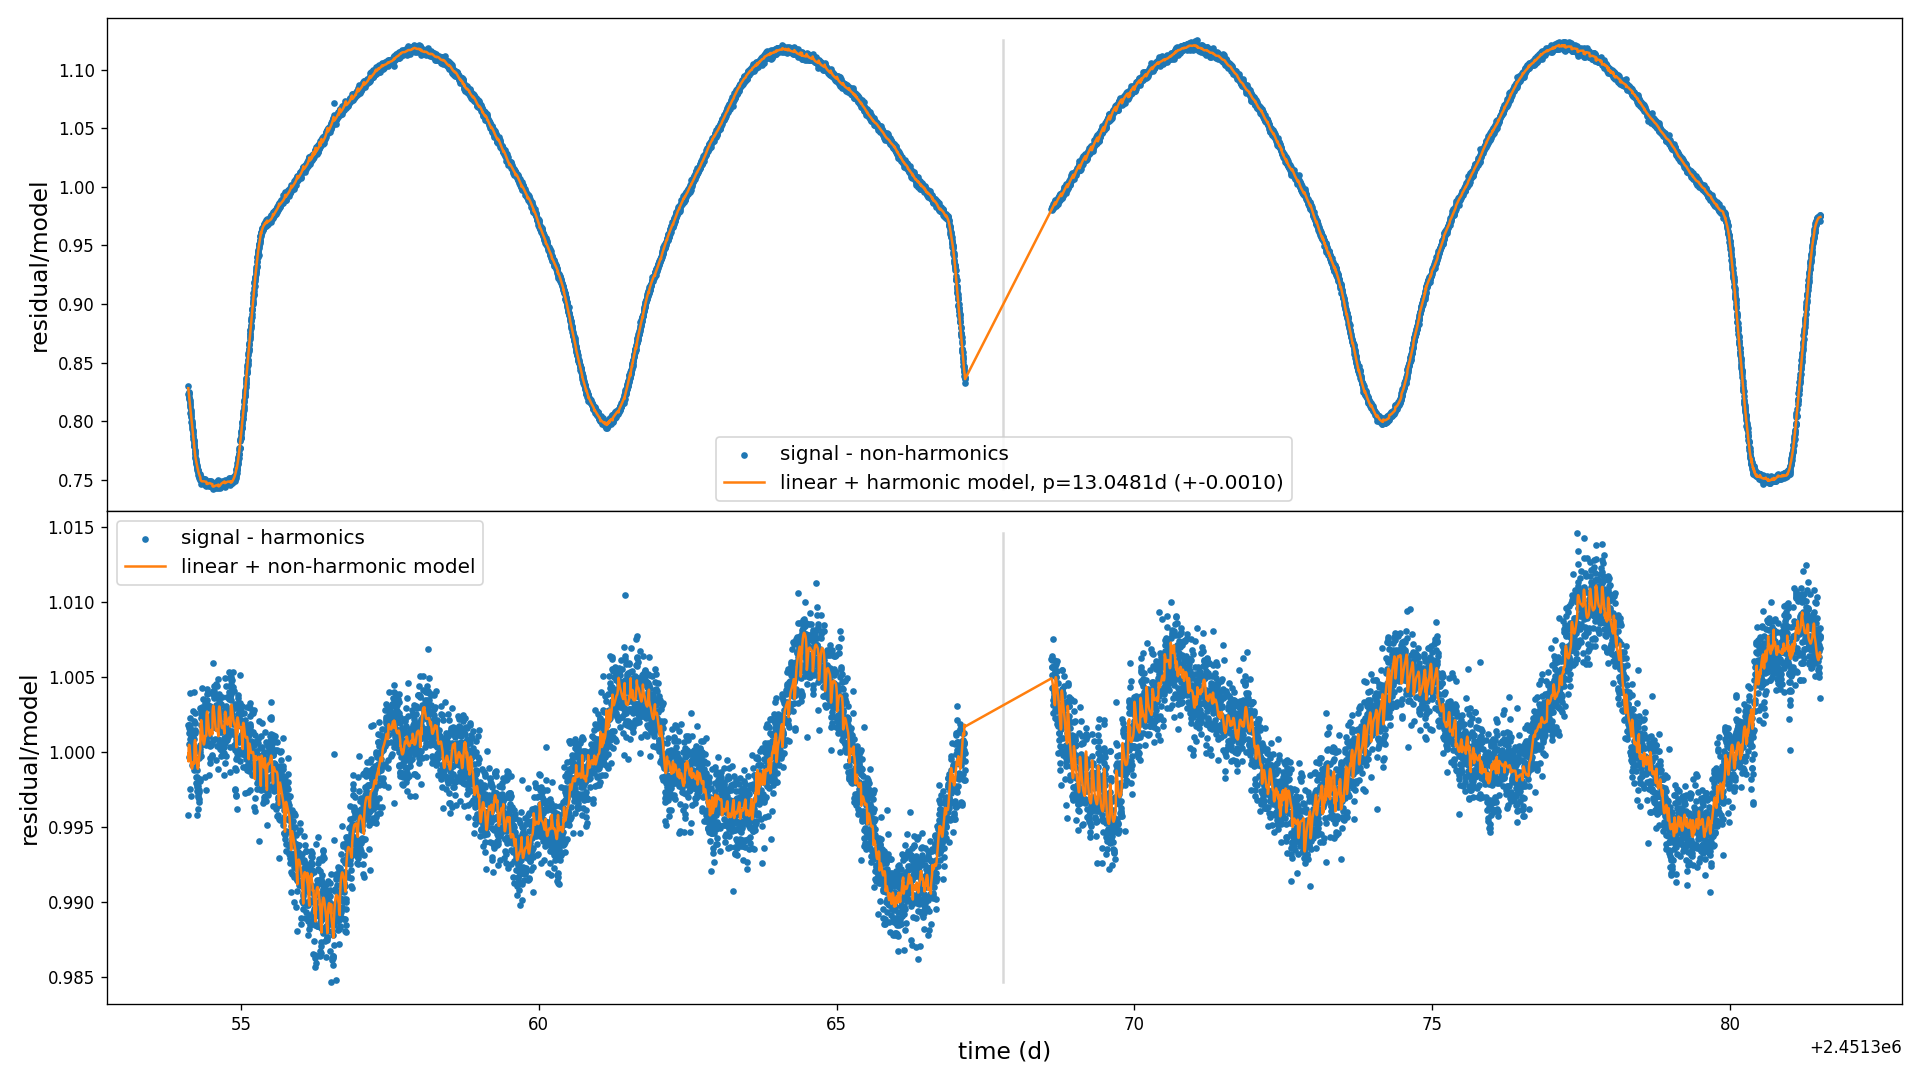 1.10
1.05
1.00
0.95
0.90
0.85
0.80
0.75
residual/model
signal - non-harmonics
linear + harmonic model, p=13.0481d (+-0.0010)
1.015
1.010
1.005
1.000
0.995
0.990
0.985
residual/model
signal - harmonics
linear + non-harmonic model
55 60 65 70 75 80
time (d)
+2.4513e6